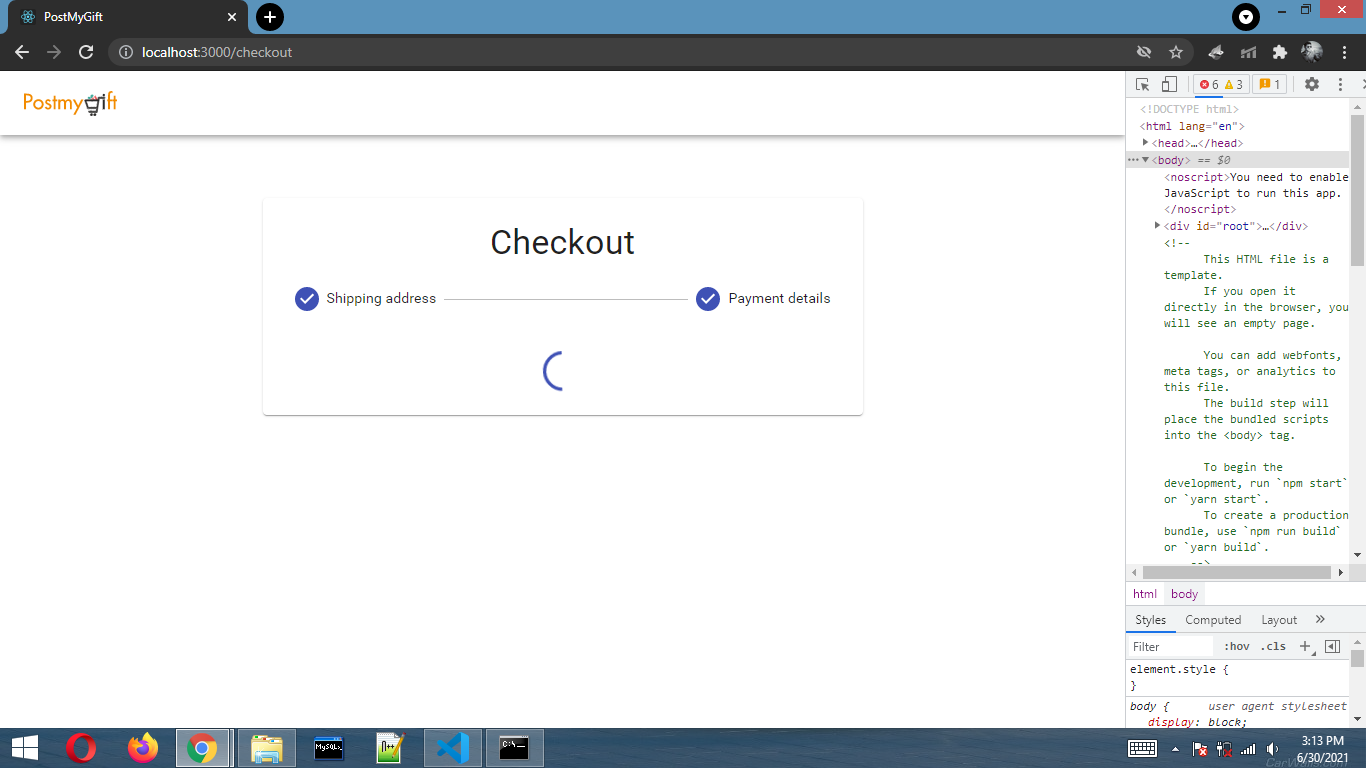 PostMyGift
localhost:3000/checkout
Postmygift
6 3 1
<!DOCTYPE html>
<html lang="en">
<head>…</head>
<body> == $0
<noscript>You need to enable
JavaScript to run this app.
</noscript>
<div id="root">…</div>
<!--
This HTML file is a
template.
If you open it
directly in the browser, you
will see an empty page.
You can add webfonts,
meta tags, or analytics to
this file.
The build step will
place the bundled scripts
into the <body> tag.
To begin the
development, run `npm start`
or `yarn start`.
To create a production
bundle, use `npm run build`
or `yarn build`.
-->
html body
Styles Computed Layout »
Filter :hov .cls +
element.style {
}
body { user agent stylesheet
display: block;
Checkout
Shipping address Payment details
MySQL>
C:\_
3:13 PM
6/30/2021